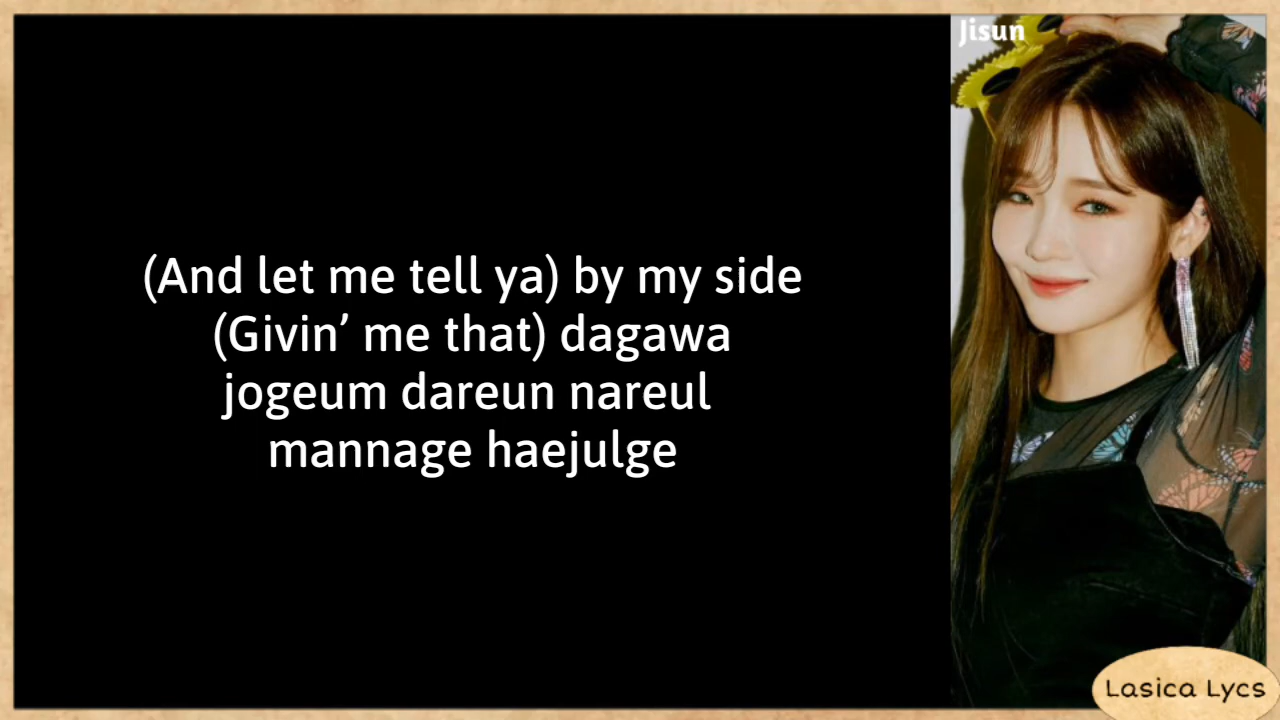 Jisun
(And let me tell ya) by my side
(Givin’ me that) dagawa
jogeum dareun nareul
mannage haejulge
Lasica Lycs